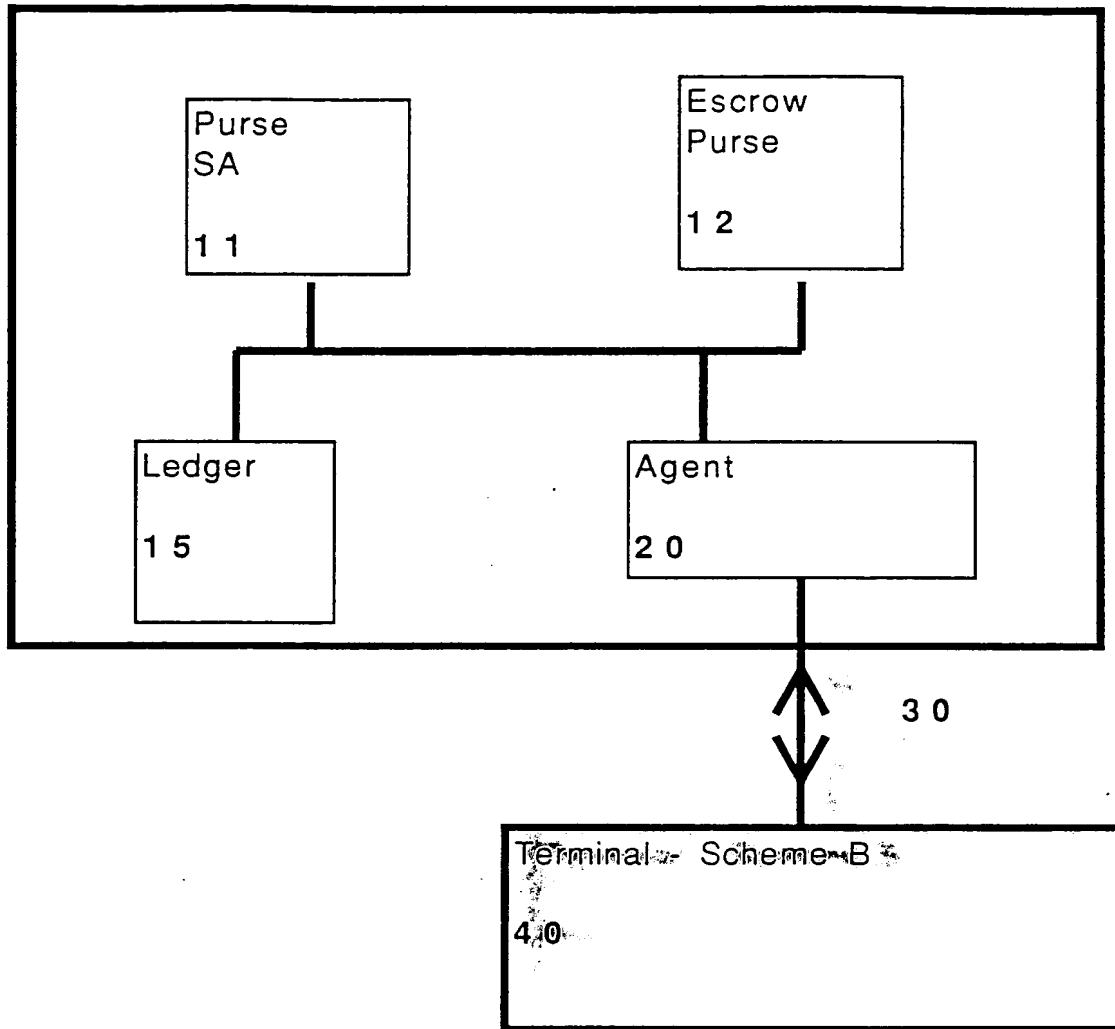 Purse
SA
1 1
Escrow
Purse
1 2
Ledger
1 5
Agent
2 0
3 0
Terminal - Scheme B
4 0